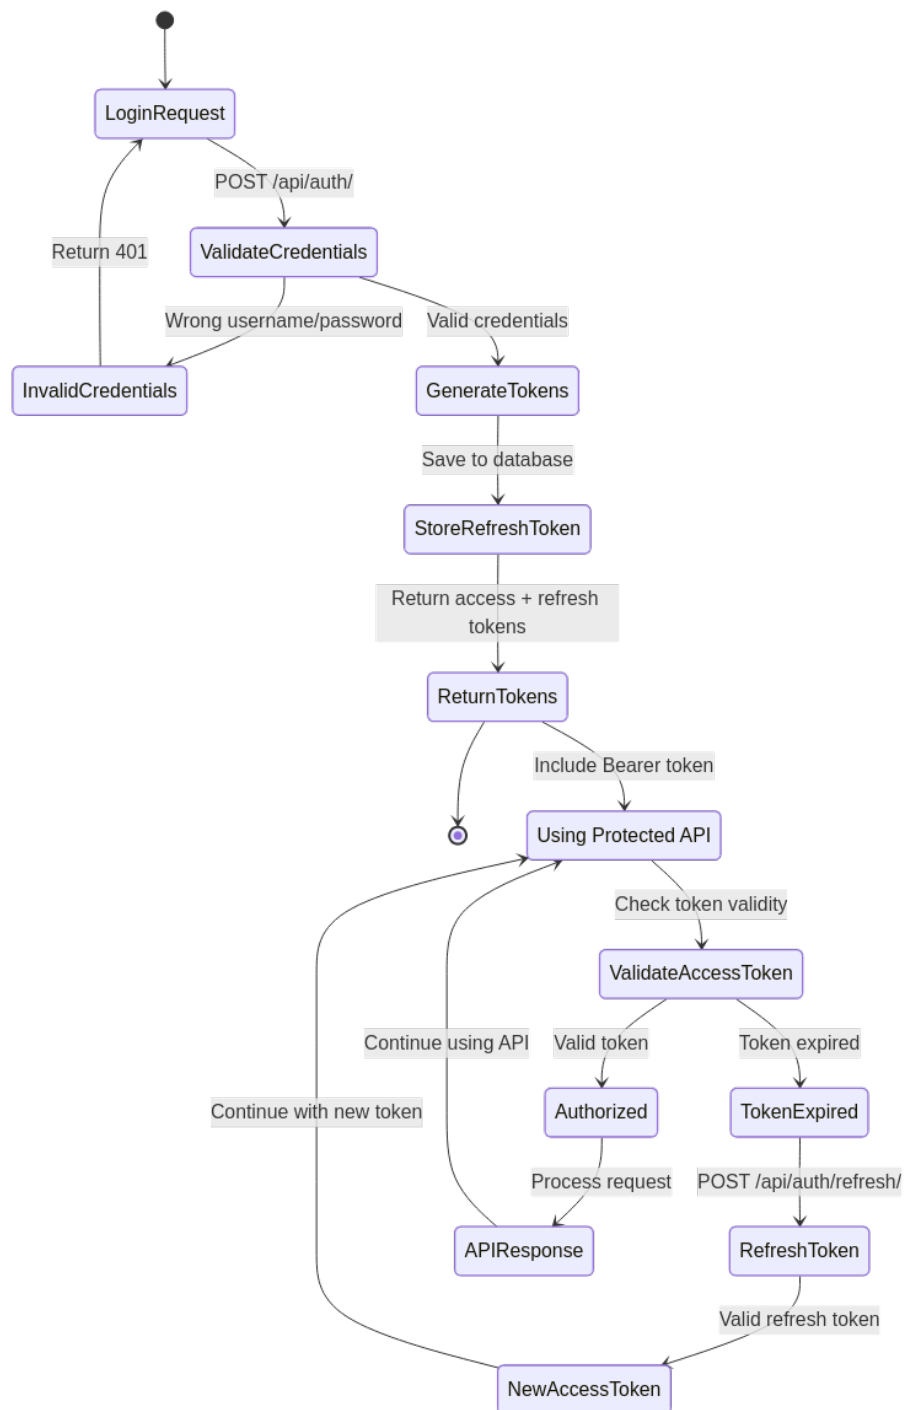 LoginRequest
POST /api/auth/
Return 401
ValidateCredentials
Wrong username/password
Valid credentials
InvalidCredentials
GenerateTokens
Save to database
StoreRefreshToken
Return access + refresh
tokens
ReturnTokens
Include Bearer token
Using Protected API
Check token validity
ValidateAccessToken
Continue using API
Valid token
Token expired
Continue with new token
Authorized
TokenExpired
Process request
POST /api/auth/refresh/
APIResponse
RefreshToken
Valid refresh token
NewAccessToken